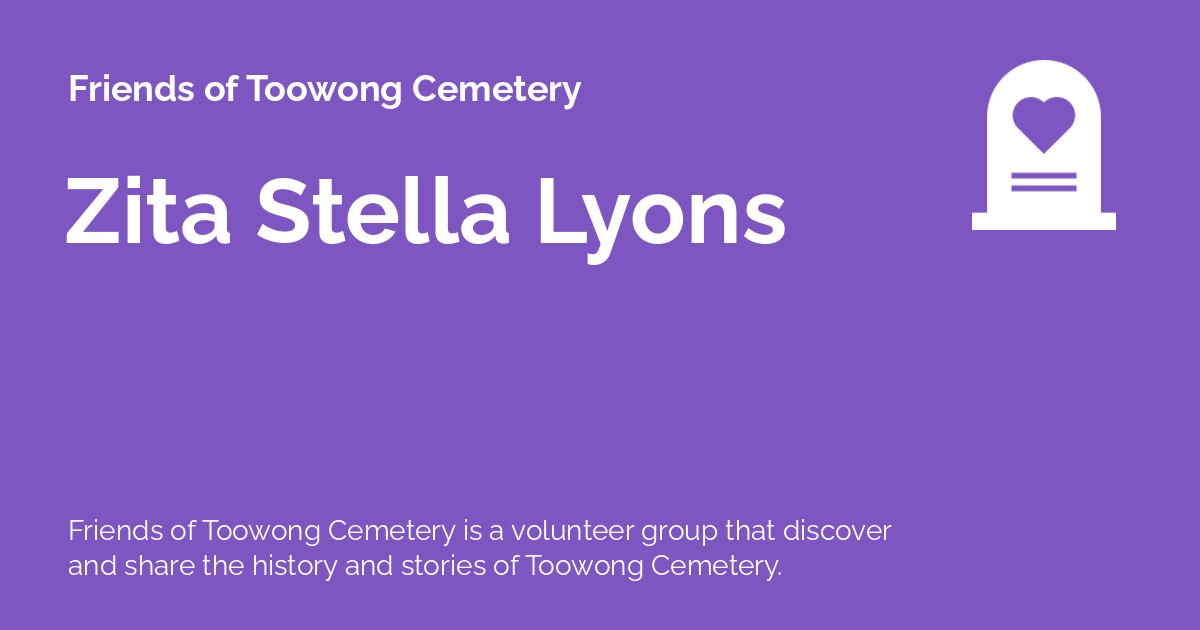 Friends of Toowong Cemetery
Zita Stella Lyons
Friends of Toowong Cemetery is a volunteer group that discover
and share the history and stories of Toowong Cemetery.